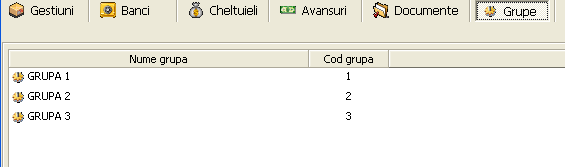 Gestiuni Banci Cheltuieli Avansuri Documente Grupe
Nume grupa Cod grupa
GRUPA 1 1
GRUPA 2 2
GRUPA 3 3